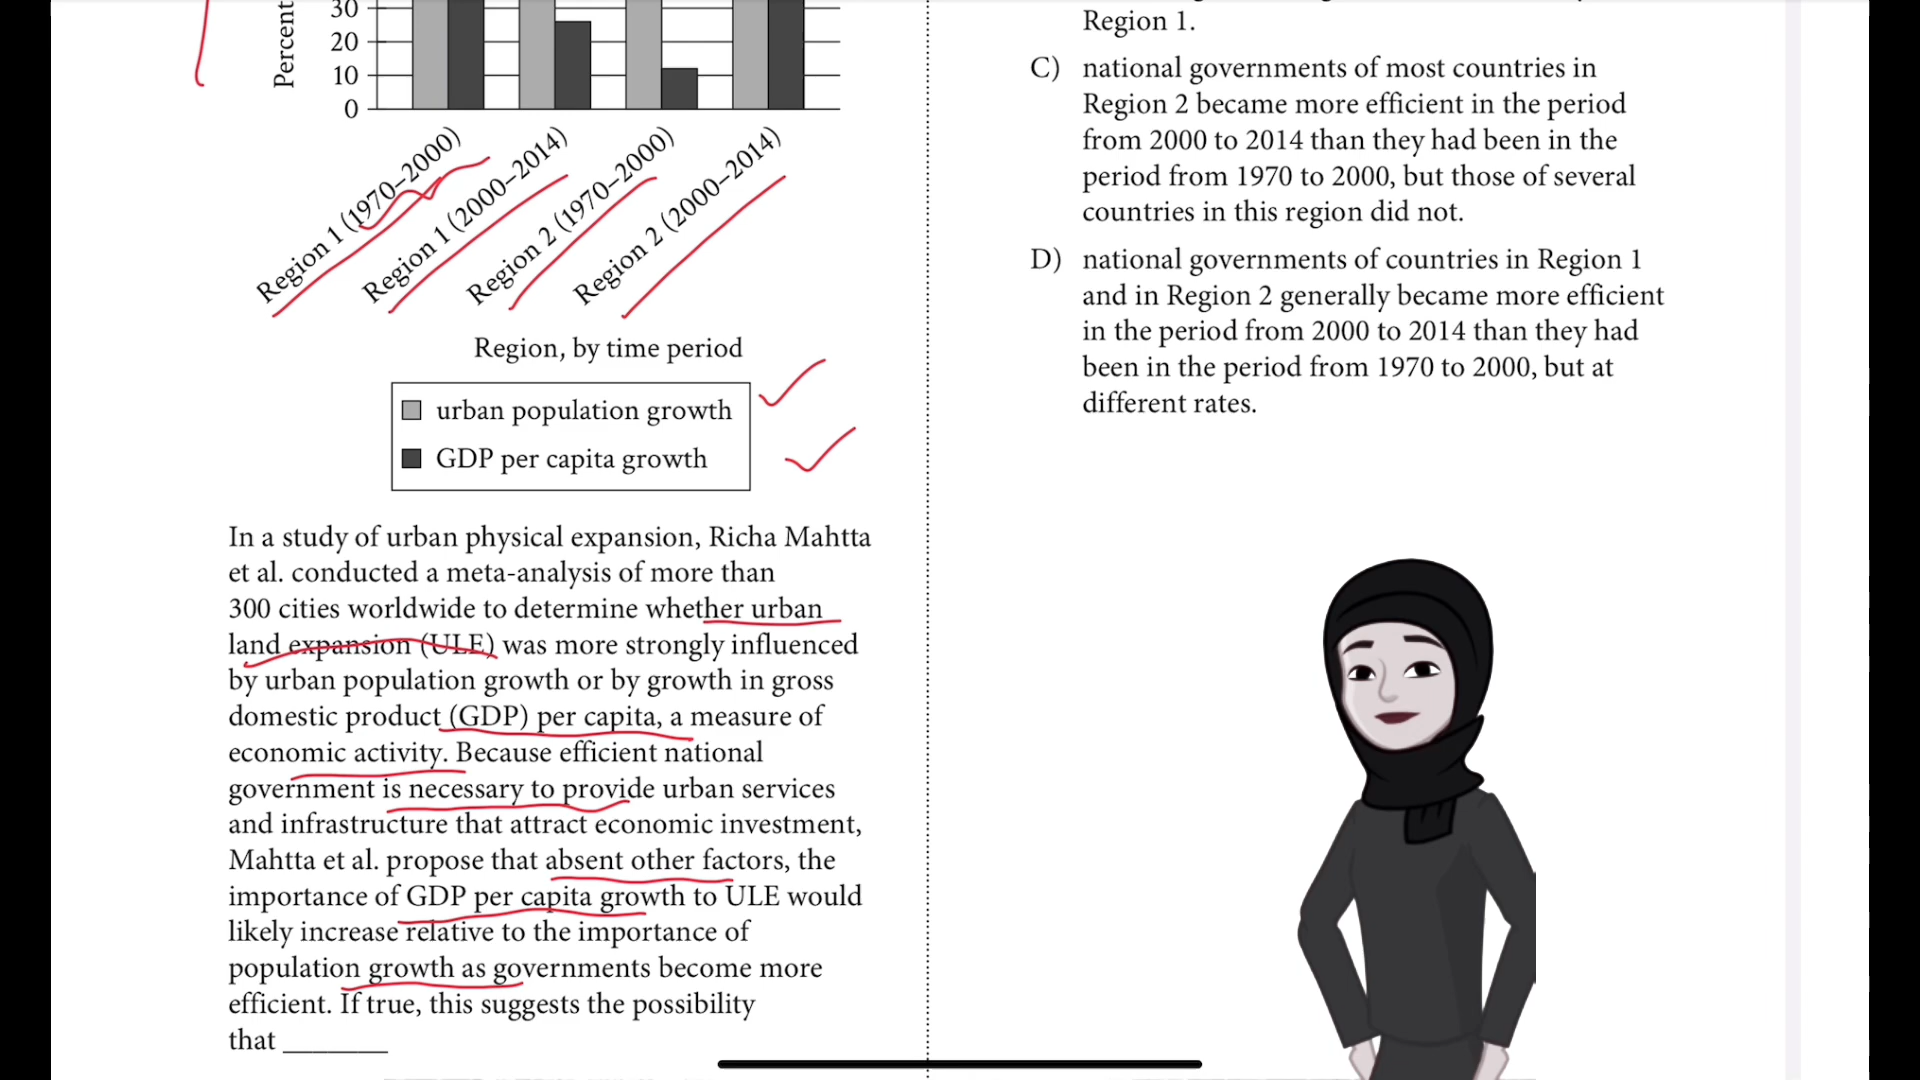 Percent
30
20
10
0
Region 1 (1970–2000)
Region 1 (2000–2014)
Region 2 (1970–2000)
Region 2 (2000–2014)
Region, by time period
urban population growth
GDP per capita growth
In a study of urban physical expansion, Richa Mahtta
et al. conducted a meta-analysis of more than
300 cities worldwide to determine whether urban
land expansion (ULE) was more strongly influenced
by urban population growth or by growth in gross
domestic product (GDP) per capita, a measure of
economic activity. Because efficient national
government is necessary to provide urban services
and infrastructure that attract economic investment,
Mahtta et al. propose that absent other factors, the
importance of GDP per capita growth to ULE would
likely increase relative to the importance of
population growth as governments become more
efficient. If true, this suggests the possibility
that _______
Region 1.
C) national governments of most countries in
Region 2 became more efficient in the period
from 2000 to 2014 than they had been in the
period from 1970 to 2000, but those of several
countries in this region did not.
D) national governments of countries in Region 1
and in Region 2 generally became more efficient
in the period from 2000 to 2014 than they had
been in the period from 1970 to 2000, but at
different rates.